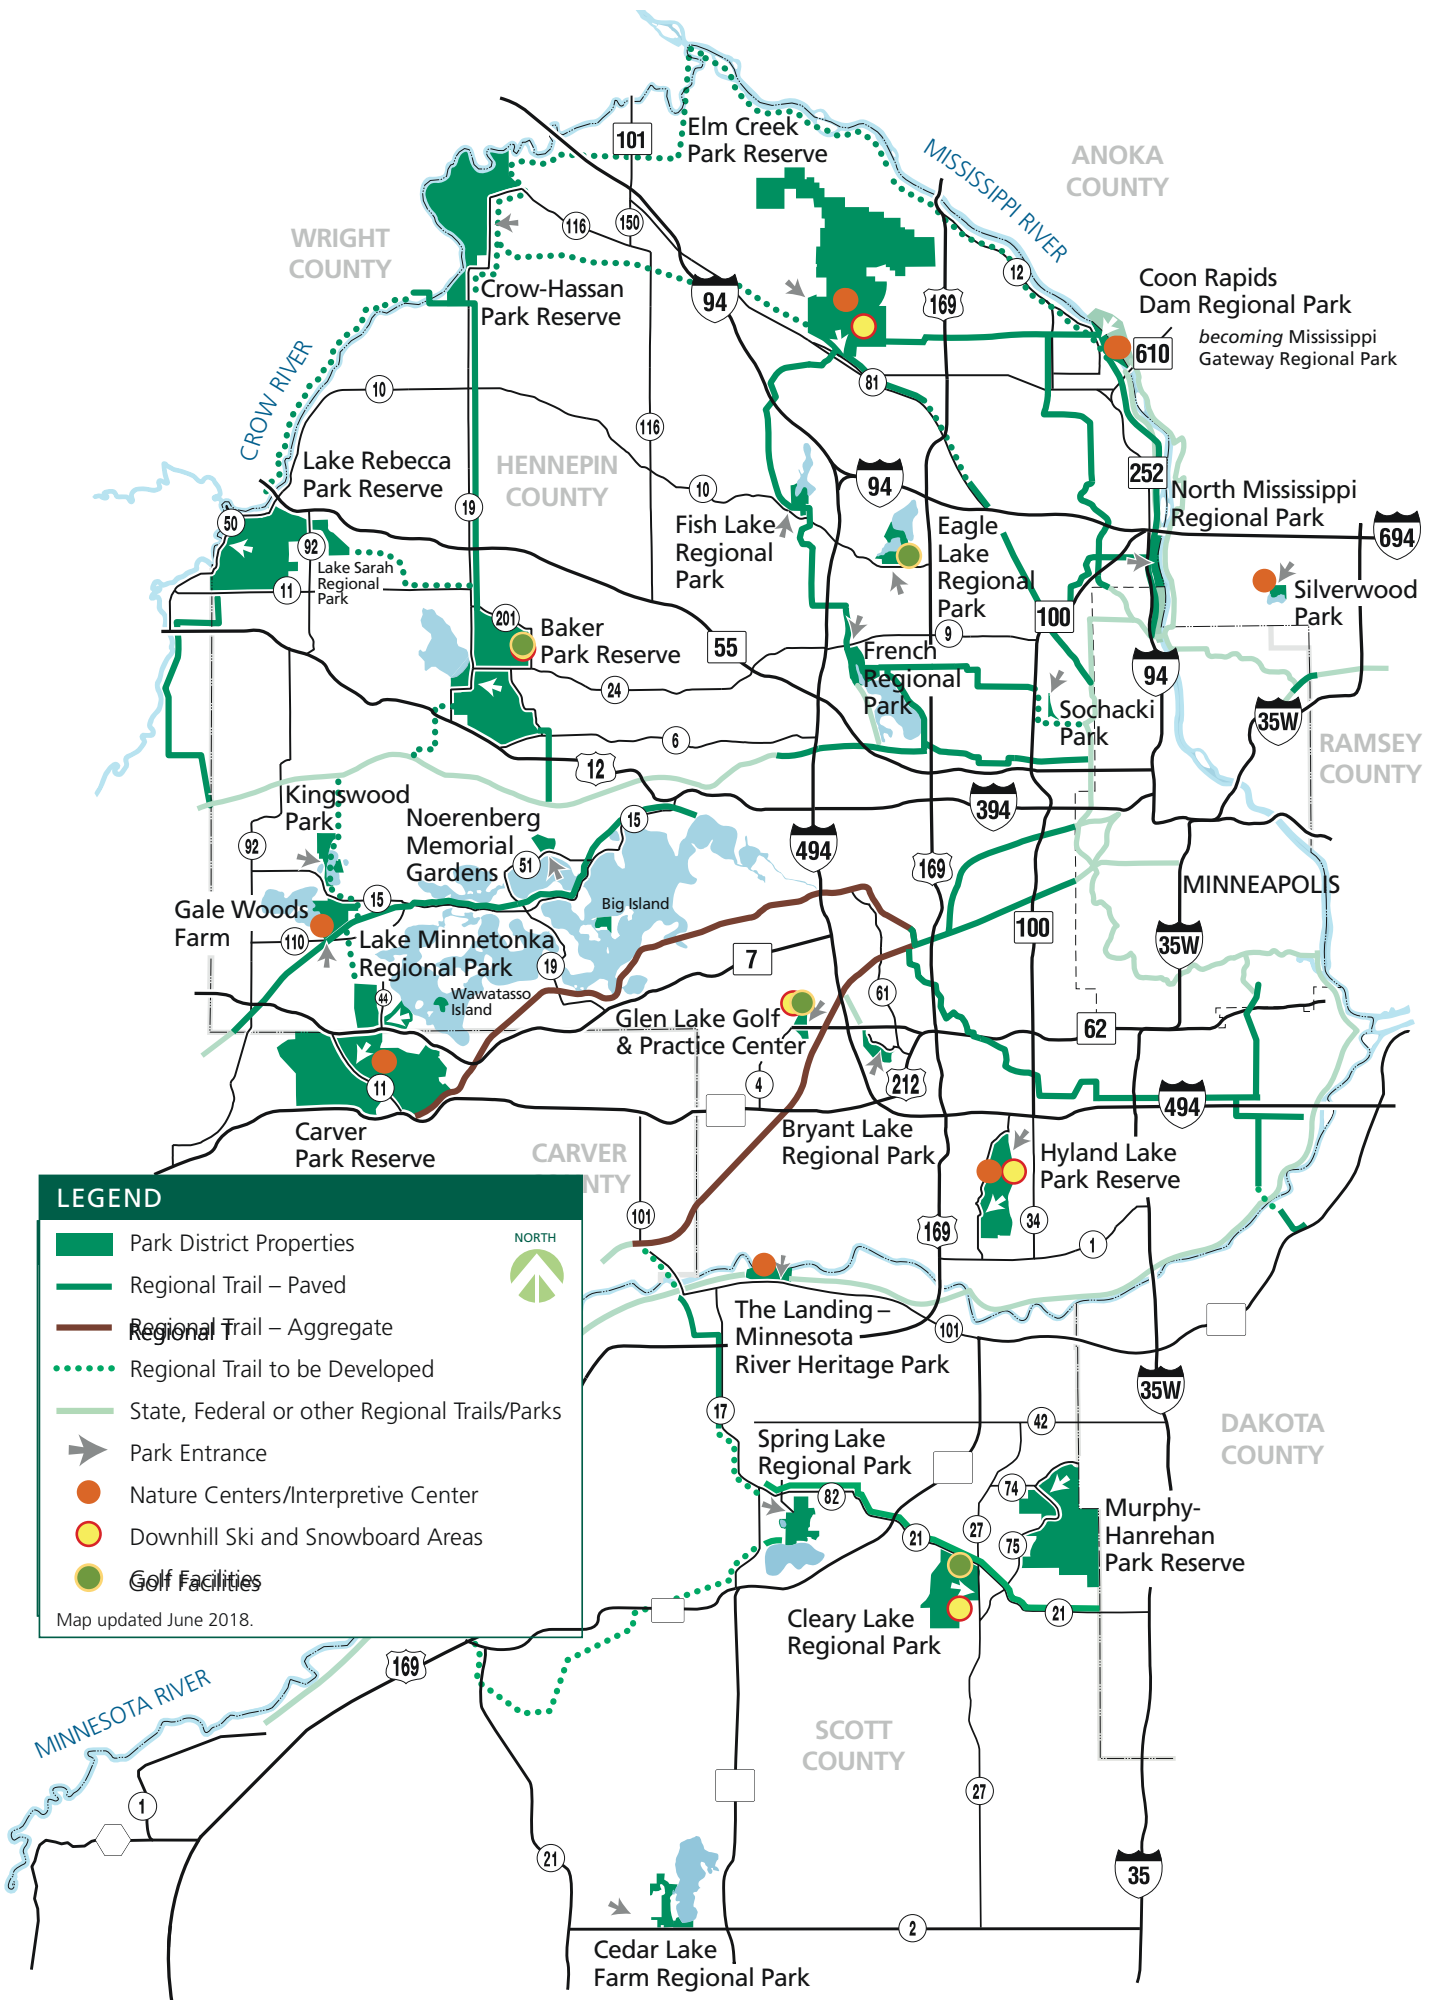 Elm Creek
Park Reserve
101
MISSISSIPPI RIVER
ANOKA
COUNTY
WRIGHT
COUNTY
116
150
12
Crow-Hassan
Park Reserve
94
169
Coon Rapids
Dam Regional Park
becoming Mississippi
Gateway Regional Park
610
CROW RIVER
10
81
116
Lake Rebecca
Park Reserve
HENNEPIN
COUNTY
252
94
10
19
50
92
North Mississippi
Regional Park
694
Fish Lake
Regional
Park
Eagle
Lake
Regional
Park
Lake Sarah
Regional
Park
11
Silverwood
Park
201
Baker
Park Reserve
55
100
9
French
Regional
Park
94
24
Sochacki
Park
35W
6
12
RAMSEY
COUNTY
Kingswood
Park
Noerenberg
Memorial
Gardens
15
394
92
51
494
169
MINNEAPOLIS
15
Big Island
Gale Woods
Farm
110
Lake Minnetonka
Regional Park
19
7
100
35W
44
Wawatasso
Island
61
Glen Lake Golf
& Practice Center
62
11
4
212
494
Carver
Park Reserve
CARVER
NTY
Bryant Lake
Regional Park
Hyland Lake
Park Reserve
101
169
34
1
LEGEND
Park District Properties
NORTH
Regional Trail – Paved
Regional Trail – Aggregate
Regional T
Regional Trail to be Developed
State, Federal or other Regional Trails/Parks
Park Entrance
Nature Centers/Interpretive Center
Downhill Ski and Snowboard Areas
Golf Facilities
Golf Facilities
Map updated June 2018.
The Landing –
Minnesota
River Heritage Park
101
35W
17
42
DAKOTA
COUNTY
Spring Lake
Regional Park
74
82
Murphy-
Hanrehan
Park Reserve
21
27
75
Cleary Lake
Regional Park
21
169
MINNESOTA RIVER
SCOTT
COUNTY
27
1
21
35
2
Cedar Lake
Farm Regional Park